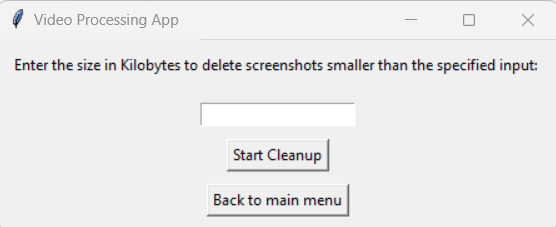 Video Processing App
Enter the size in Kilobytes to delete screenshots smaller than the specified input:
Start Cleanup
Back to main menu